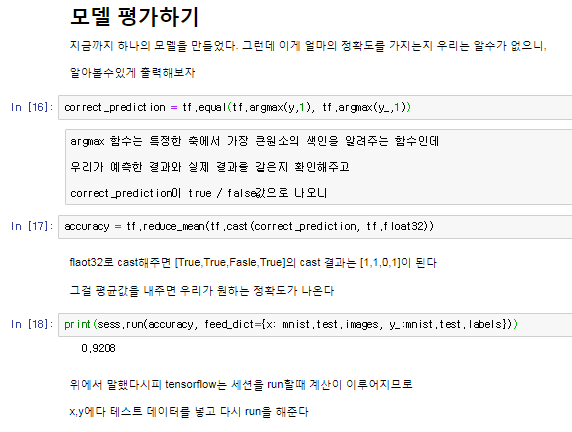 모델 평가하기
지금까지 하나의 모델을 만들었다. 그런데 이게 얼마의 정확도를 가지는지 우리는 알수가 없으니,
알아볼수있게 출력해보자
In [16]: correct_prediction = tf.equal(tf.argmax(y,1), tf.argmax(y_,1))
argmax 함수는 특정한 축에서 가장 큰원소의 색인을 알려주는 함수인데
우리가 예측한 결과와 실제 결과를 같은지 확인해주고
correct_prediction이 true / false값으로 나오니
In [17]: accuracy = tf.reduce_mean(tf.cast(correct_prediction, tf.float32))
flaot32로 cast해주면 [True,True,Fasle,True]의 cast 결과는 [1,1,0,1]이 된다
그걸 평균값을 내주면 우리가 원하는 정확도가 나온다
In [18]: print(sess.run(accuracy, feed_dict={x: mnist.test.images, y_:mnist.test.labels}))
0.9208
위에서 말했다시피 tensorflow는 세션을 run할때 계산이 이루어지므로
x,y에다 테스트 데이터를 넣고 다시 run을 해준다